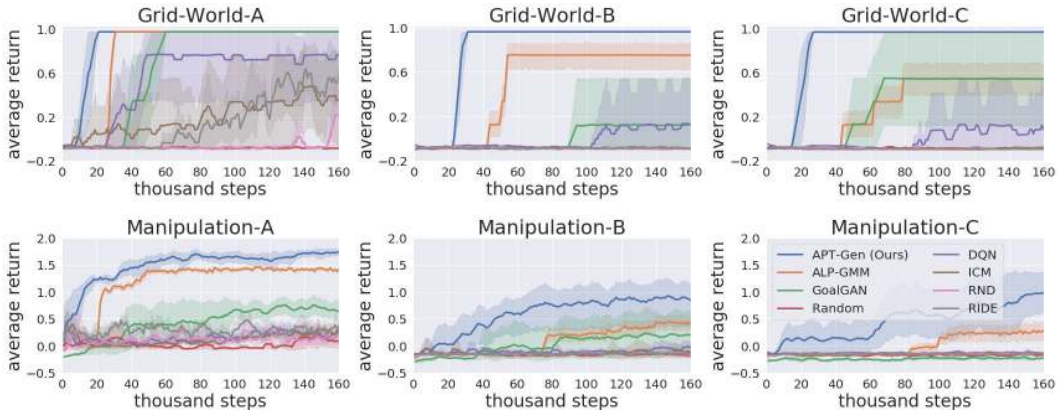 Grid-World-A
Grid-World-B
Grid-World-C
average return
1.0
0.6
0.2
−0.2
0 20 40 60 80 100 120 140 160
thousand steps
average return
1.0
0.6
0.2
−0.2
0 20 40 60 80 100 120 140 160
thousand steps
average return
1.0
0.6
0.2
−0.2
0 20 40 60 80 100 120 140 160
thousand steps
Manipulation-A
Manipulation-B
Manipulation-C
average return
2.0
1.5
1.0
0.5
0.0
−0.5
0 20 40 60 80 100 120 140 160
thousand steps
average return
2.0
1.5
1.0
0.5
0.0
−0.5
0 20 40 60 80 100 120 140 160
thousand steps
average return
2.0
1.5
1.0
0.5
0.0
−0.5
0 20 40 60 80 100 120 140 160
thousand steps
APT-Gen (Ours)
ALP-GMM
GoalGAN
Random
DQN
ICM
RND
RIDE